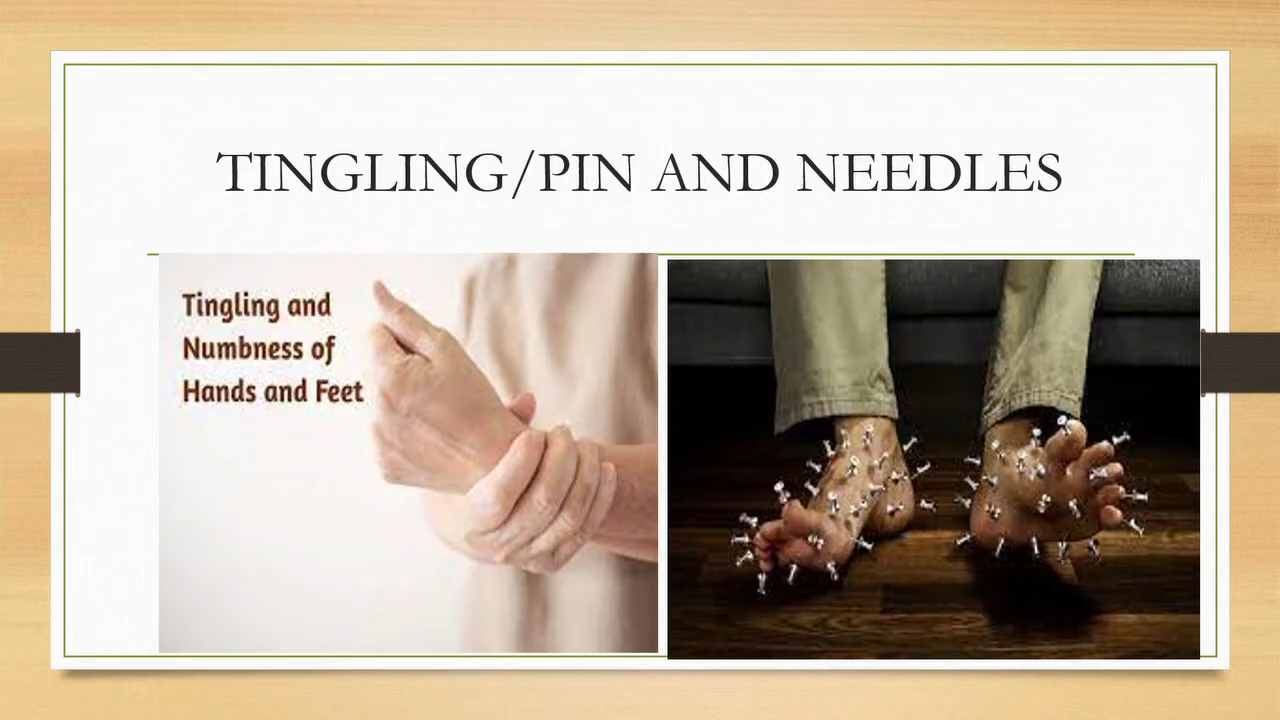 TINGLING/PIN AND NEEDLES
Tingling and
Numbness of
Hands and Feet